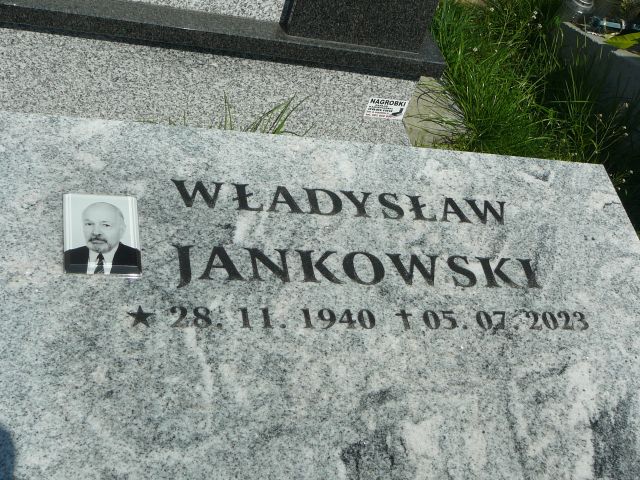 NAGROBKI
WŁADYSŁAW
JANKOWSKI
★ 28. 11. 1940 † 05. 07. 2023